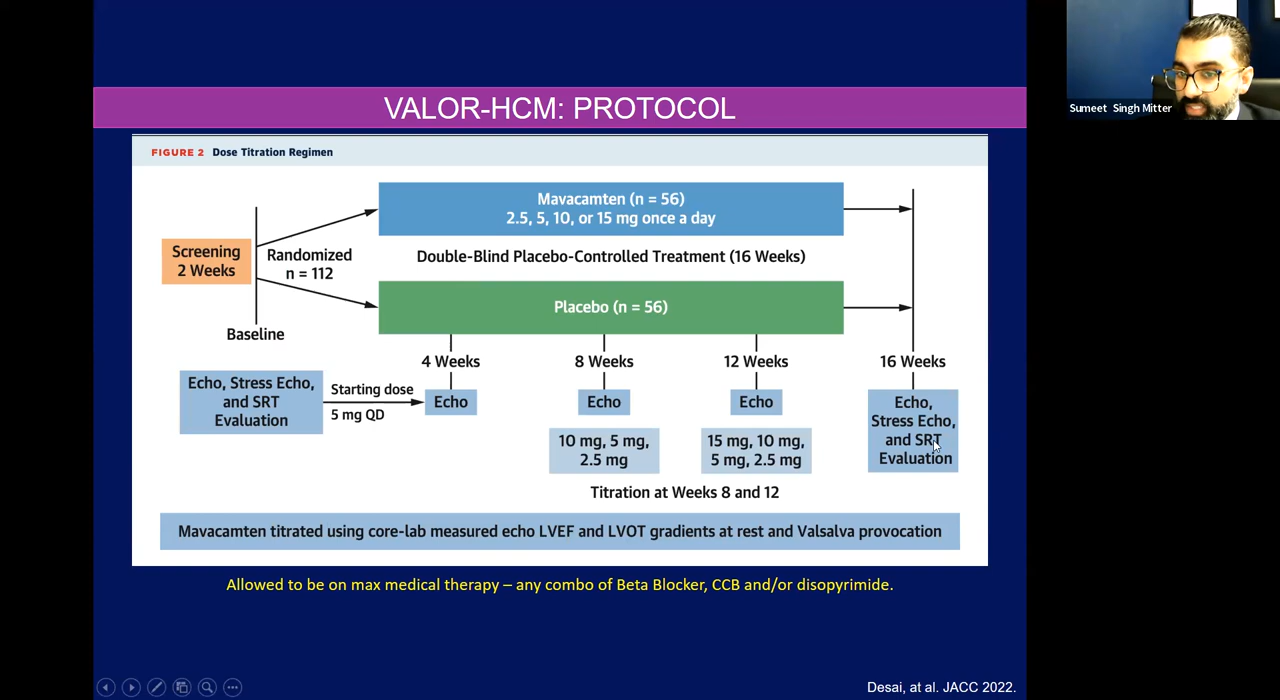 Sumeet Singh Mitter
VALOR-HCM: PROTOCOL
FIGURE 2 Dose Titration Regimen
Mavacamten (n = 56)
2.5, 5, 10, or 15 mg once a day
Screening
2 Weeks
Randomized
n = 112
Double-Blind Placebo-Controlled Treatment (16 Weeks)
Placebo (n = 56)
Baseline
4 Weeks
8 Weeks
12 Weeks
16 Weeks
Echo, Stress Echo,
and SRT
Evaluation
Starting dose
5 mg QD
Echo
Echo
Echo
Echo,
Stress Echo,
and SRT
Evaluation
10 mg, 5 mg,
2.5 mg
15 mg, 10 mg,
5 mg, 2.5 mg
Titration at Weeks 8 and 12
Mavacamten titrated using core-lab measured echo LVEF and LVOT gradients at rest and Valsalva provocation
Allowed to be on max medical therapy – any combo of Beta Blocker, CCB and/or disopyrimide.
Desai, at al. JACC 2022.